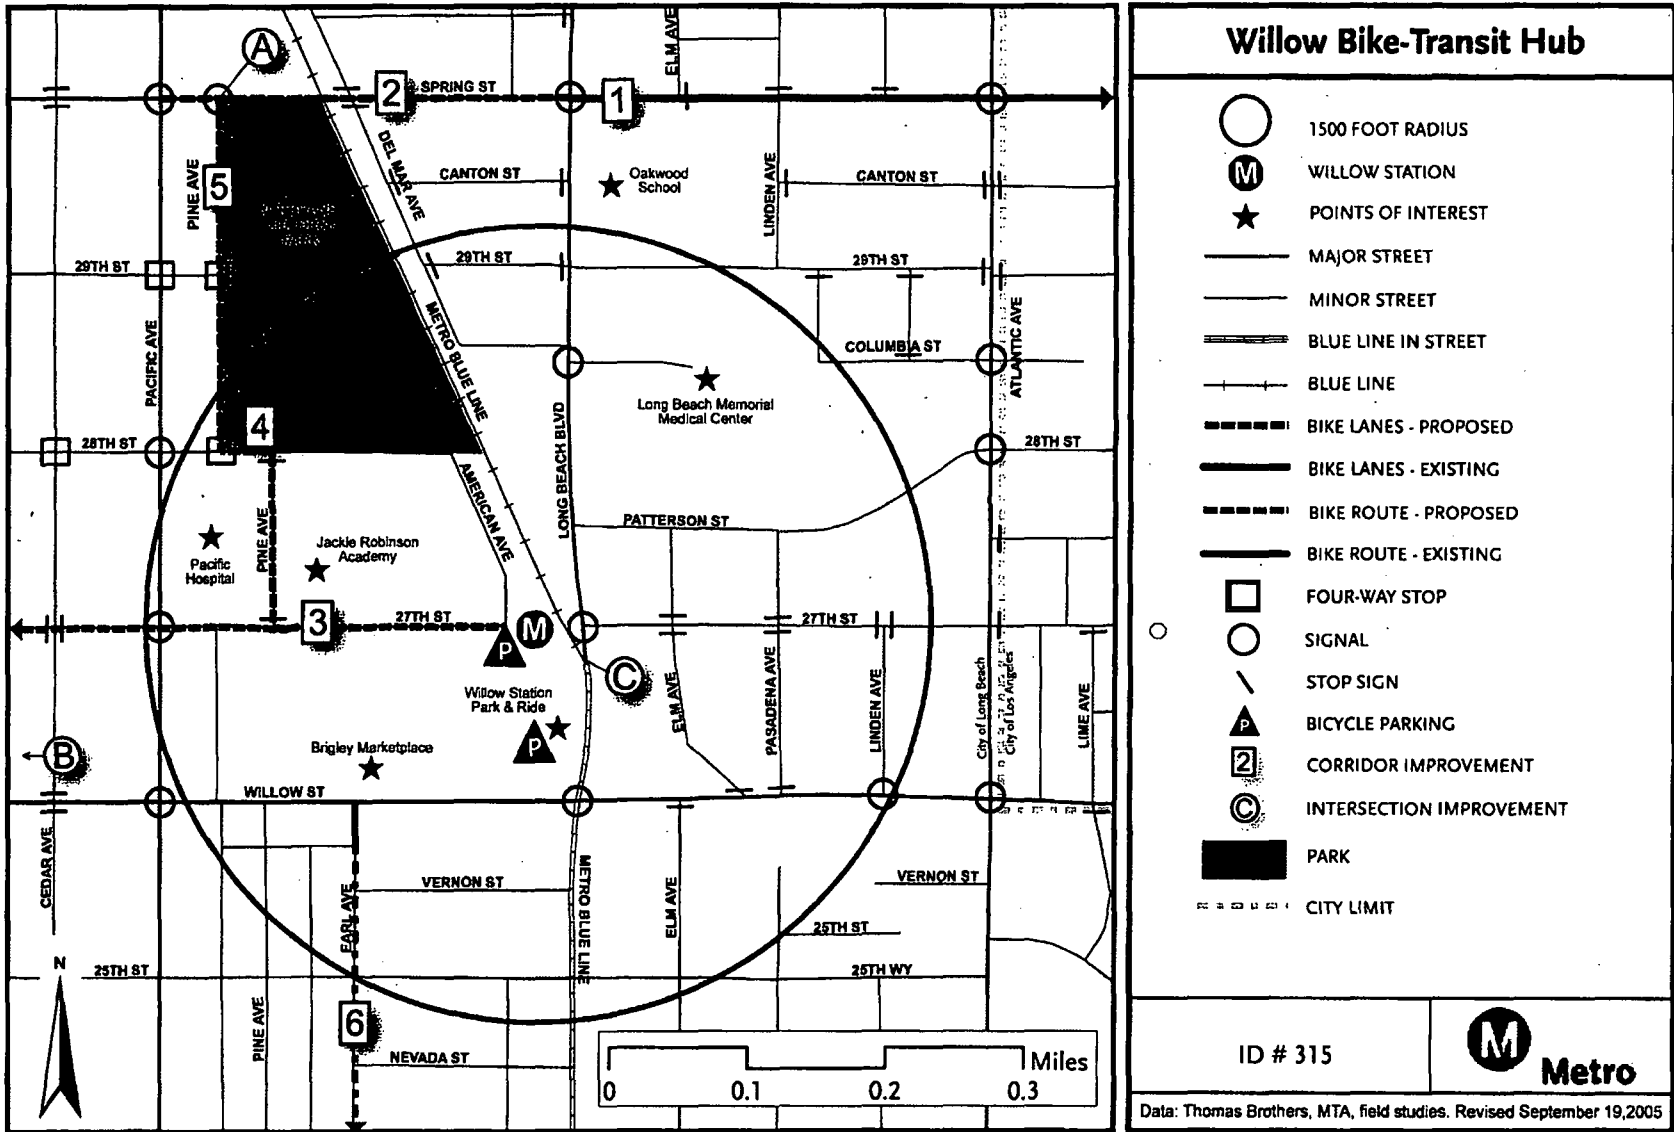 A
ELM AVE
2
SPRING ST
1
DEL MAR AVE
PINE AVE
5
CANTON ST
Oakwood
School
LINDEN AVE
CANTON ST
29TH ST
29TH ST
29TH ST
METRO BLUE LINE
PACIFIC AVE
COLUMBIA ST
ATLANTIC AVE
Long Beach Memorial
Medical Center
4
28TH ST
LONG BEACH BLVD
28TH ST
AMERICAN AVE
PATTERSON ST
PINE AVE
Pacific
Hospital
Jackie Robinson
Academy
3
27TH ST
M
P
27TH ST
C
Willow Station
Park & Ride
P
ELM AVE
PASADENA AVE
LINDEN AVE
City of Long Beach
City of Los Angeles
LIME AVE
B
Brigley Marketplace
WILLOW ST
CEDAR AVE
VERNON ST
METRO BLUE LINE
VERNON ST
EARL AVE
ELM AVE
25TH ST
N
25TH ST
25TH WY
PINE AVE
6
NEVADA ST
Miles
0 0.1 0.2 0.3
Willow Bike-Transit Hub
1500 FOOT RADIUS
M WILLOW STATION
POINTS OF INTEREST
MAJOR STREET
MINOR STREET
BLUE LINE IN STREET
BLUE LINE
BIKE LANES - PROPOSED
BIKE LANES - EXISTING
BIKE ROUTE - PROPOSED
BIKE ROUTE - EXISTING
FOUR-WAY STOP
SIGNAL
STOP SIGN
P BICYCLE PARKING
2 CORRIDOR IMPROVEMENT
C INTERSECTION IMPROVEMENT
PARK
CITY LIMIT
ID # 315
M Metro
Data: Thomas Brothers, MTA, field studies. Revised September 19,2005